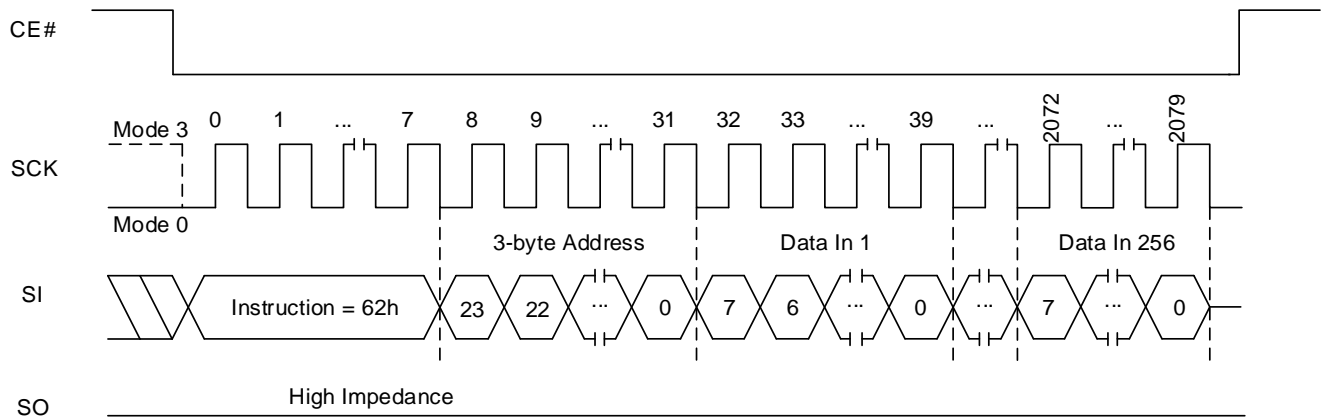 CE#
Mode 3
0 1 ... 7 8 9 ... 31 32 33 ... 39 ... 2072 ... 2079
SCK
Mode 0
3-byte Address Data In 1 Data In 256
SI
Instruction = 62h 23 22 ... 0 7 6 ... 0 ... 7 ... 0
High Impedance
SO